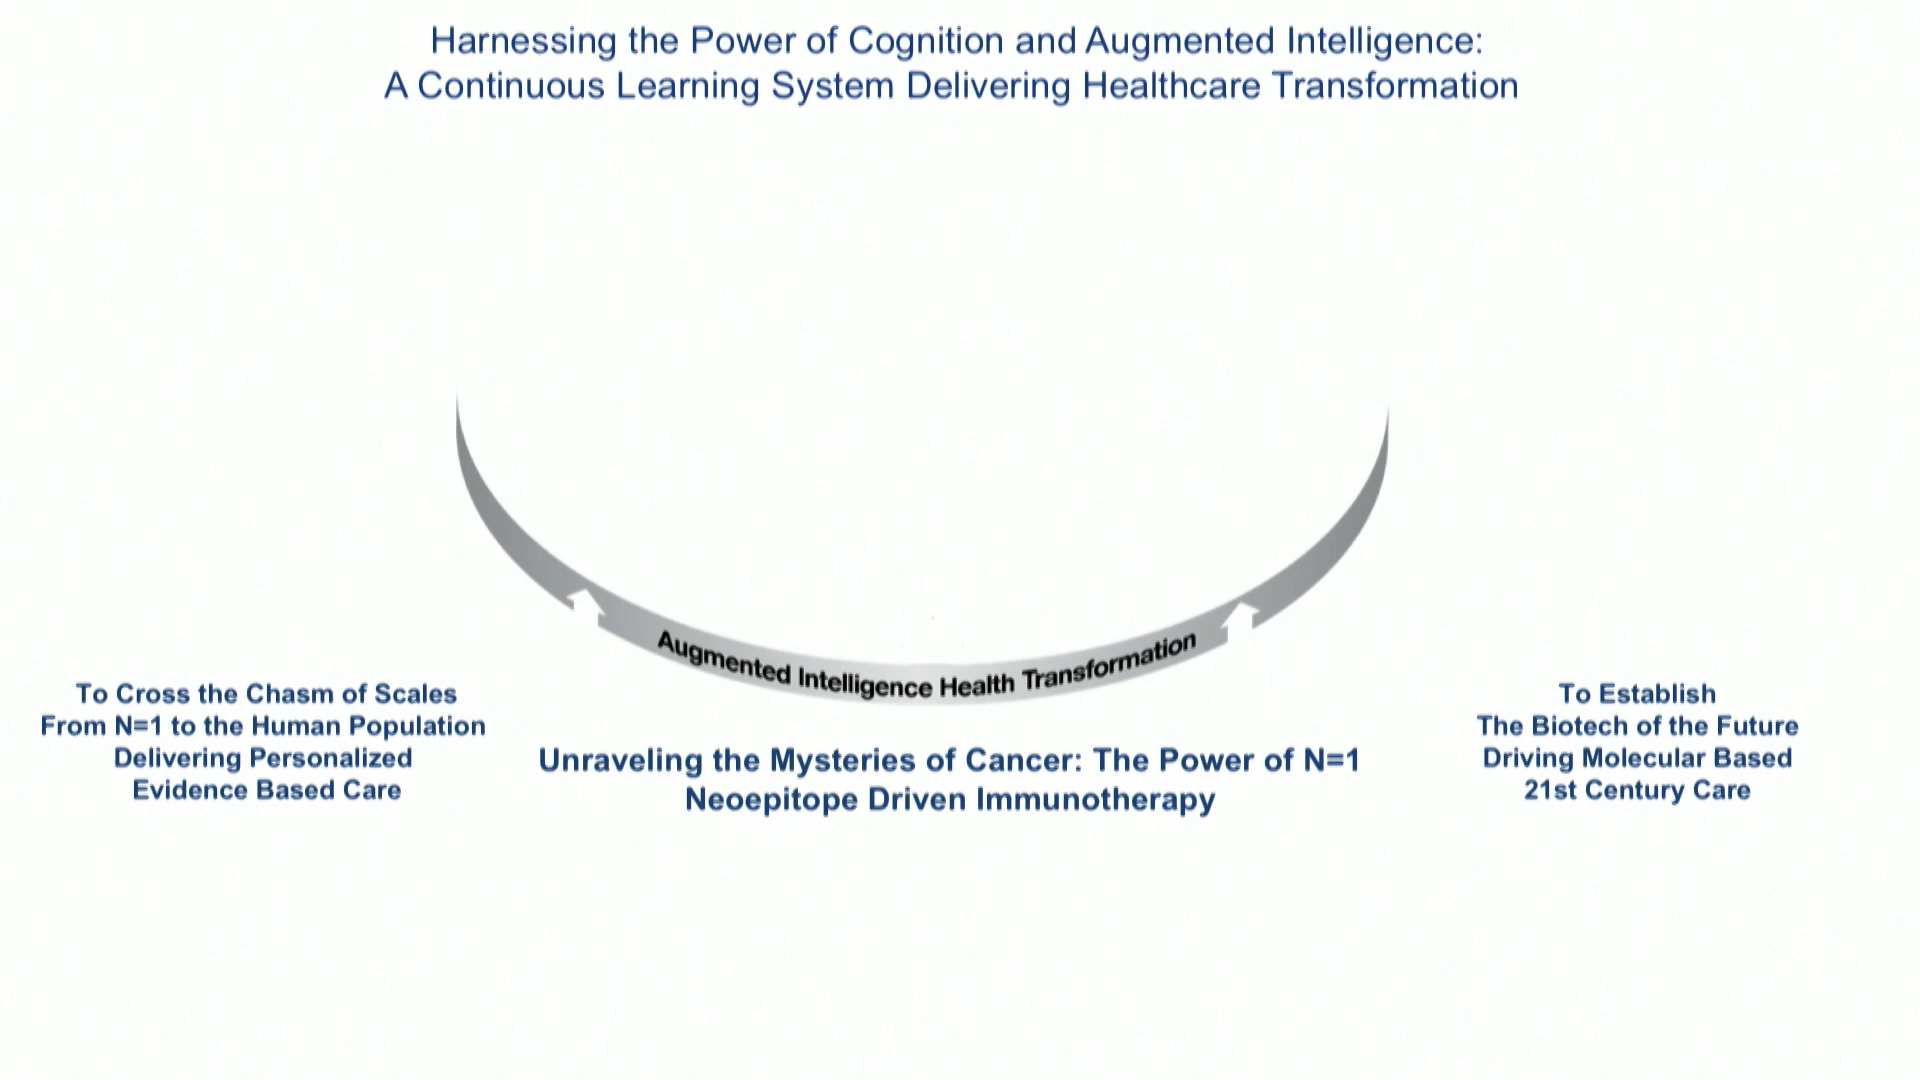 Harnessing the Power of Cognition and Augmented Intelligence:
A Continuous Learning System Delivering Healthcare Transformation
Augmented Intelligence Health Transformation
To Cross the Chasm of Scales
From N=1 to the Human Population
Delivering Personalized
Evidence Based Care
Unraveling the Mysteries of Cancer: The Power of N=1
Neoepitope Driven Immunotherapy
To Establish
The Biotech of the Future
Driving Molecular Based
21st Century Care